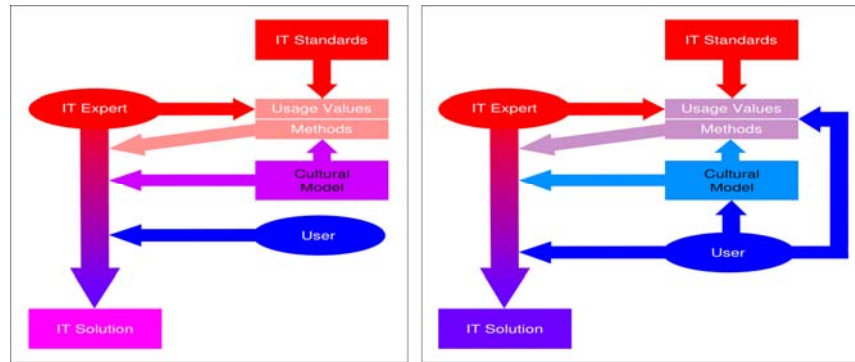 IT Standards
IT Expert
Usage Values
Methods
Cultural
Model
User
IT Solution
IT Standards
IT Expert
Usage Values
Methods
Cultural
Model
User
IT Solution